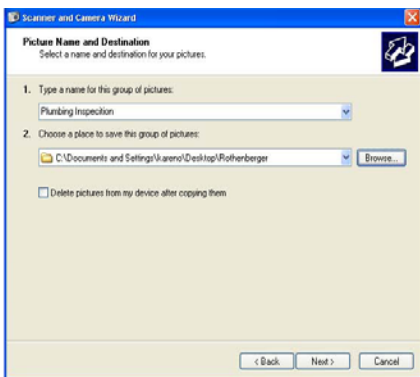 Scanner and Camera Wizard
Picture Name and Destination
Select a name and destination for your pictures.
1. Type a name for this group of pictures:
Plumbing Inspecition
2. Choose a place to save this group of pictures:
C:\Documents and Settings\kareno\Desktop\Rothenberger
Browse...
Delete pictures from my device after copying them
< Back
Next >
Cancel